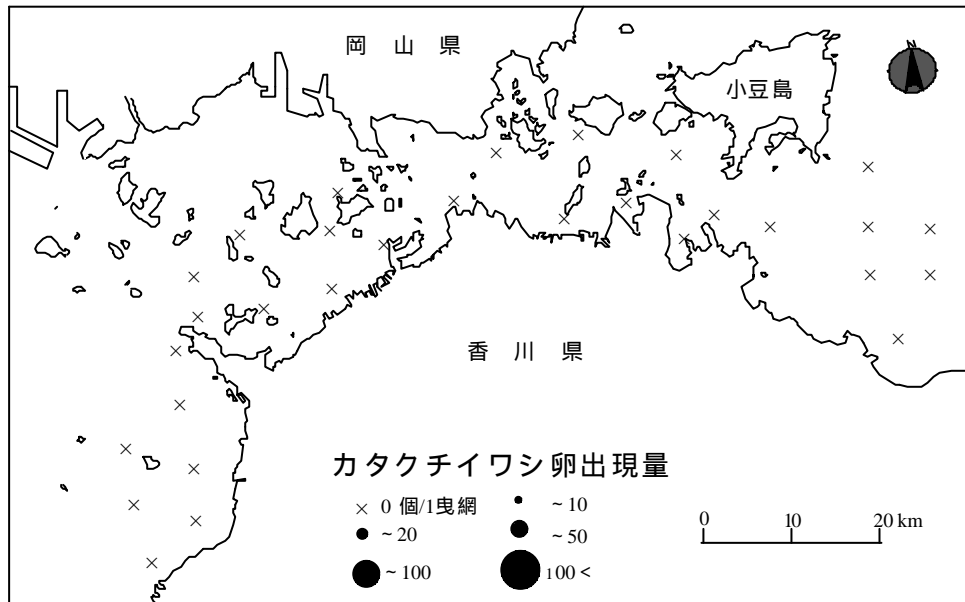 岡山県
N
小豆島
香川県
カタクチイワシ卵出現量
× 0 個/1曳網
~10
~20
~50
~100
100 <
0 10 20 km